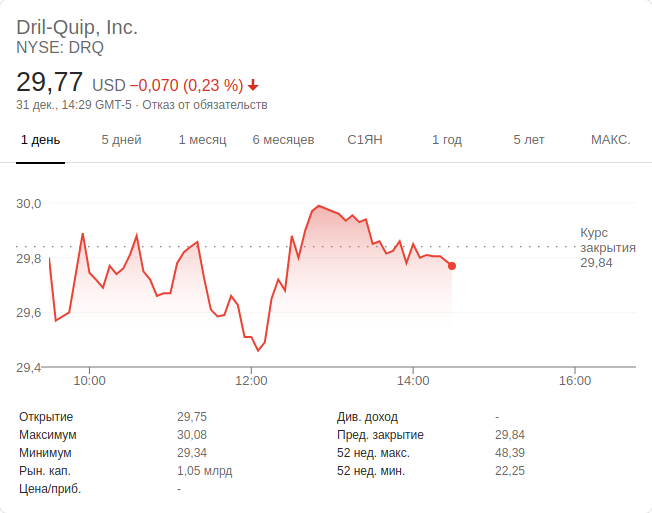 Dril-Quip, Inc.
NYSE: DRQ
29,77 USD −0,070 (0,23 %)
31 дек., 14:29 GMT-5 · Отказ от обязательств
1 день 5 дней 1 месяц 6 месяцев С1ЯН 1 год 5 лет МАКС.
30,0
29,8
29,6
29,4
Курс
закрытия
29,84
10:00 12:00 14:00 16:00
Открытие 29,75 Див. доход -
Максимум 30,08 Пред. закрытие 29,84
Минимум 29,34 52 нед. макс. 48,39
Рын. кап. 1,05 млрд 52 нед. мин. 22,25
Цена/приб. -